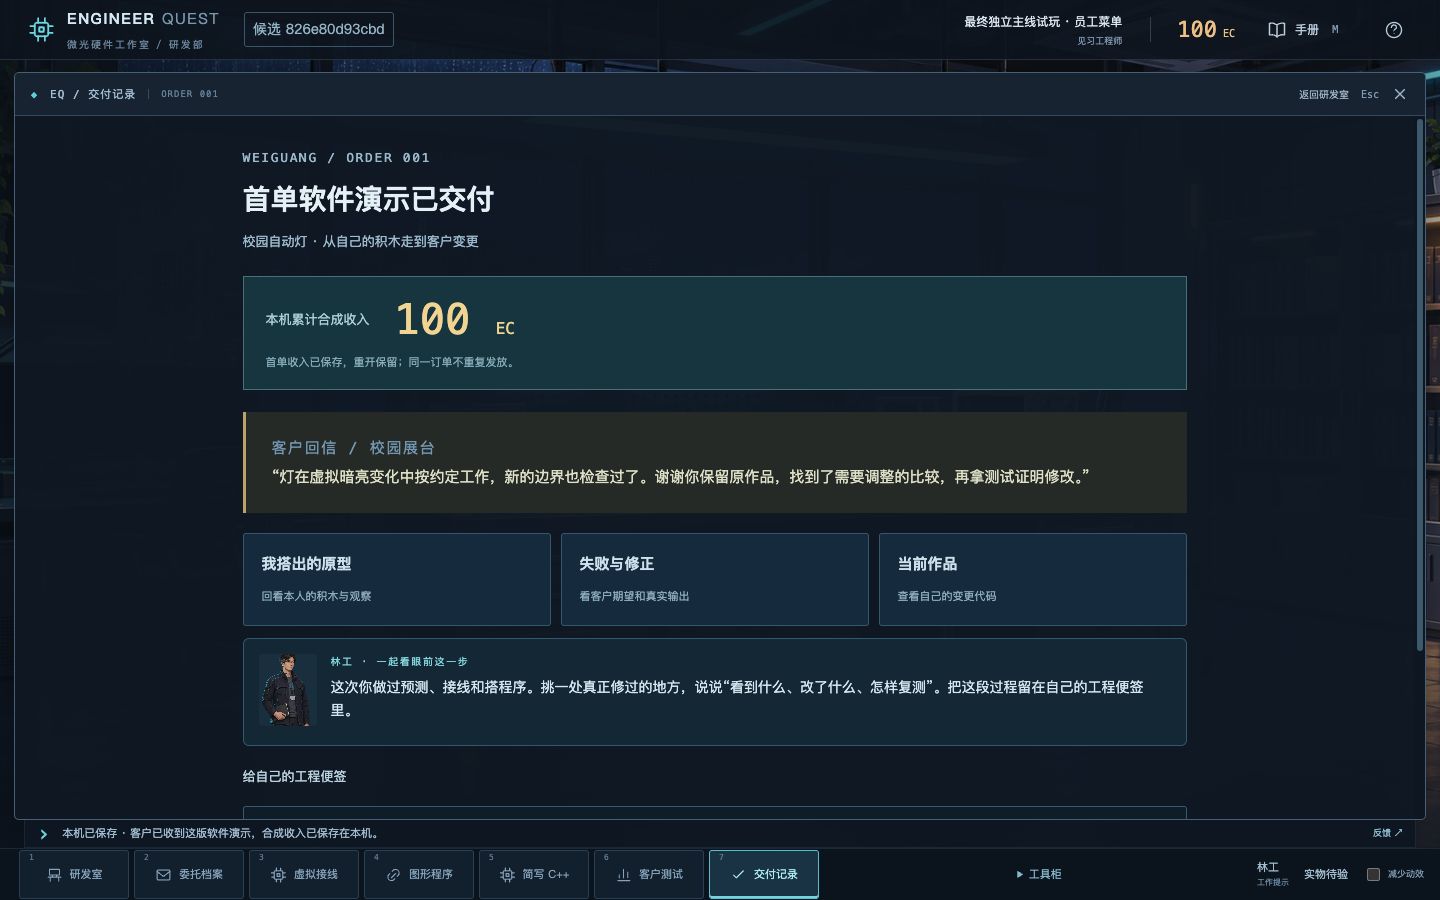 ENGINEER QUEST
微光硬件工作室 / 研发部
候选 826e80d93cbd
最终独立主线试玩 · 员工菜单
见习工程师
100 EC
手册 M
?
EQ / 交付记录 | ORDER 001
返回研发室 Esc
WEIGUANG / ORDER 001
首单软件演示已交付
校园自动灯 · 从自己的积木走到客户变更
本机累计合成收入 100 EC
首单收入已保存，重开保留；同一订单不重复发放。
客户回信 / 校园展台
“灯在虚拟暗亮变化中按约定工作，新的边界也检查过了。谢谢你保留原作品，找到了需要调整的比较，再拿测试证明修改。”
我搭出的原型
回看本人的积木与观察
失败与修正
看客户期望和真实输出
当前作品
查看自己的变更代码
林工 · 一起看眼前这一步
这次你做过预测、接线和搭程序。挑一处真正修过的地方，说说“看到什么、改了什么、怎样复测”。把这段过程留在自己的工程便签
里。
给自己的工程便签
本机已保存 · 客户已收到这版软件演示，合成收入已保存在本机。
反馈 ↗
1 研发室
2 委托档案
3 虚拟接线
4 图形程序
5 简写 C++
6 客户测试
7 交付记录
工具柜
林工
工作提示
实物待验
减少动效